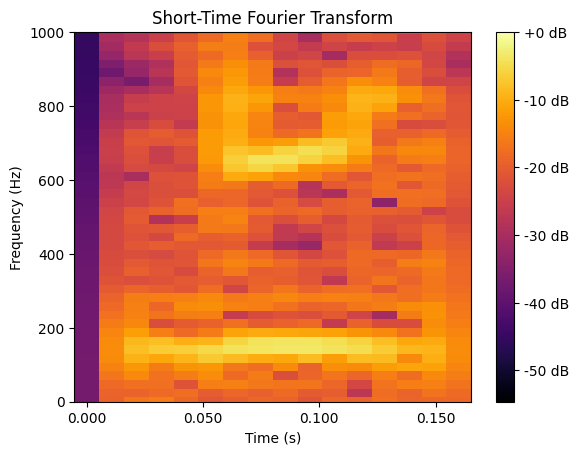 Short-Time Fourier Transform
1000
800
600
400
200
0
Frequency (Hz)
0.000
0.050
0.100
0.150
Time (s)
+0 dB
-10 dB
-20 dB
-30 dB
-40 dB
-50 dB